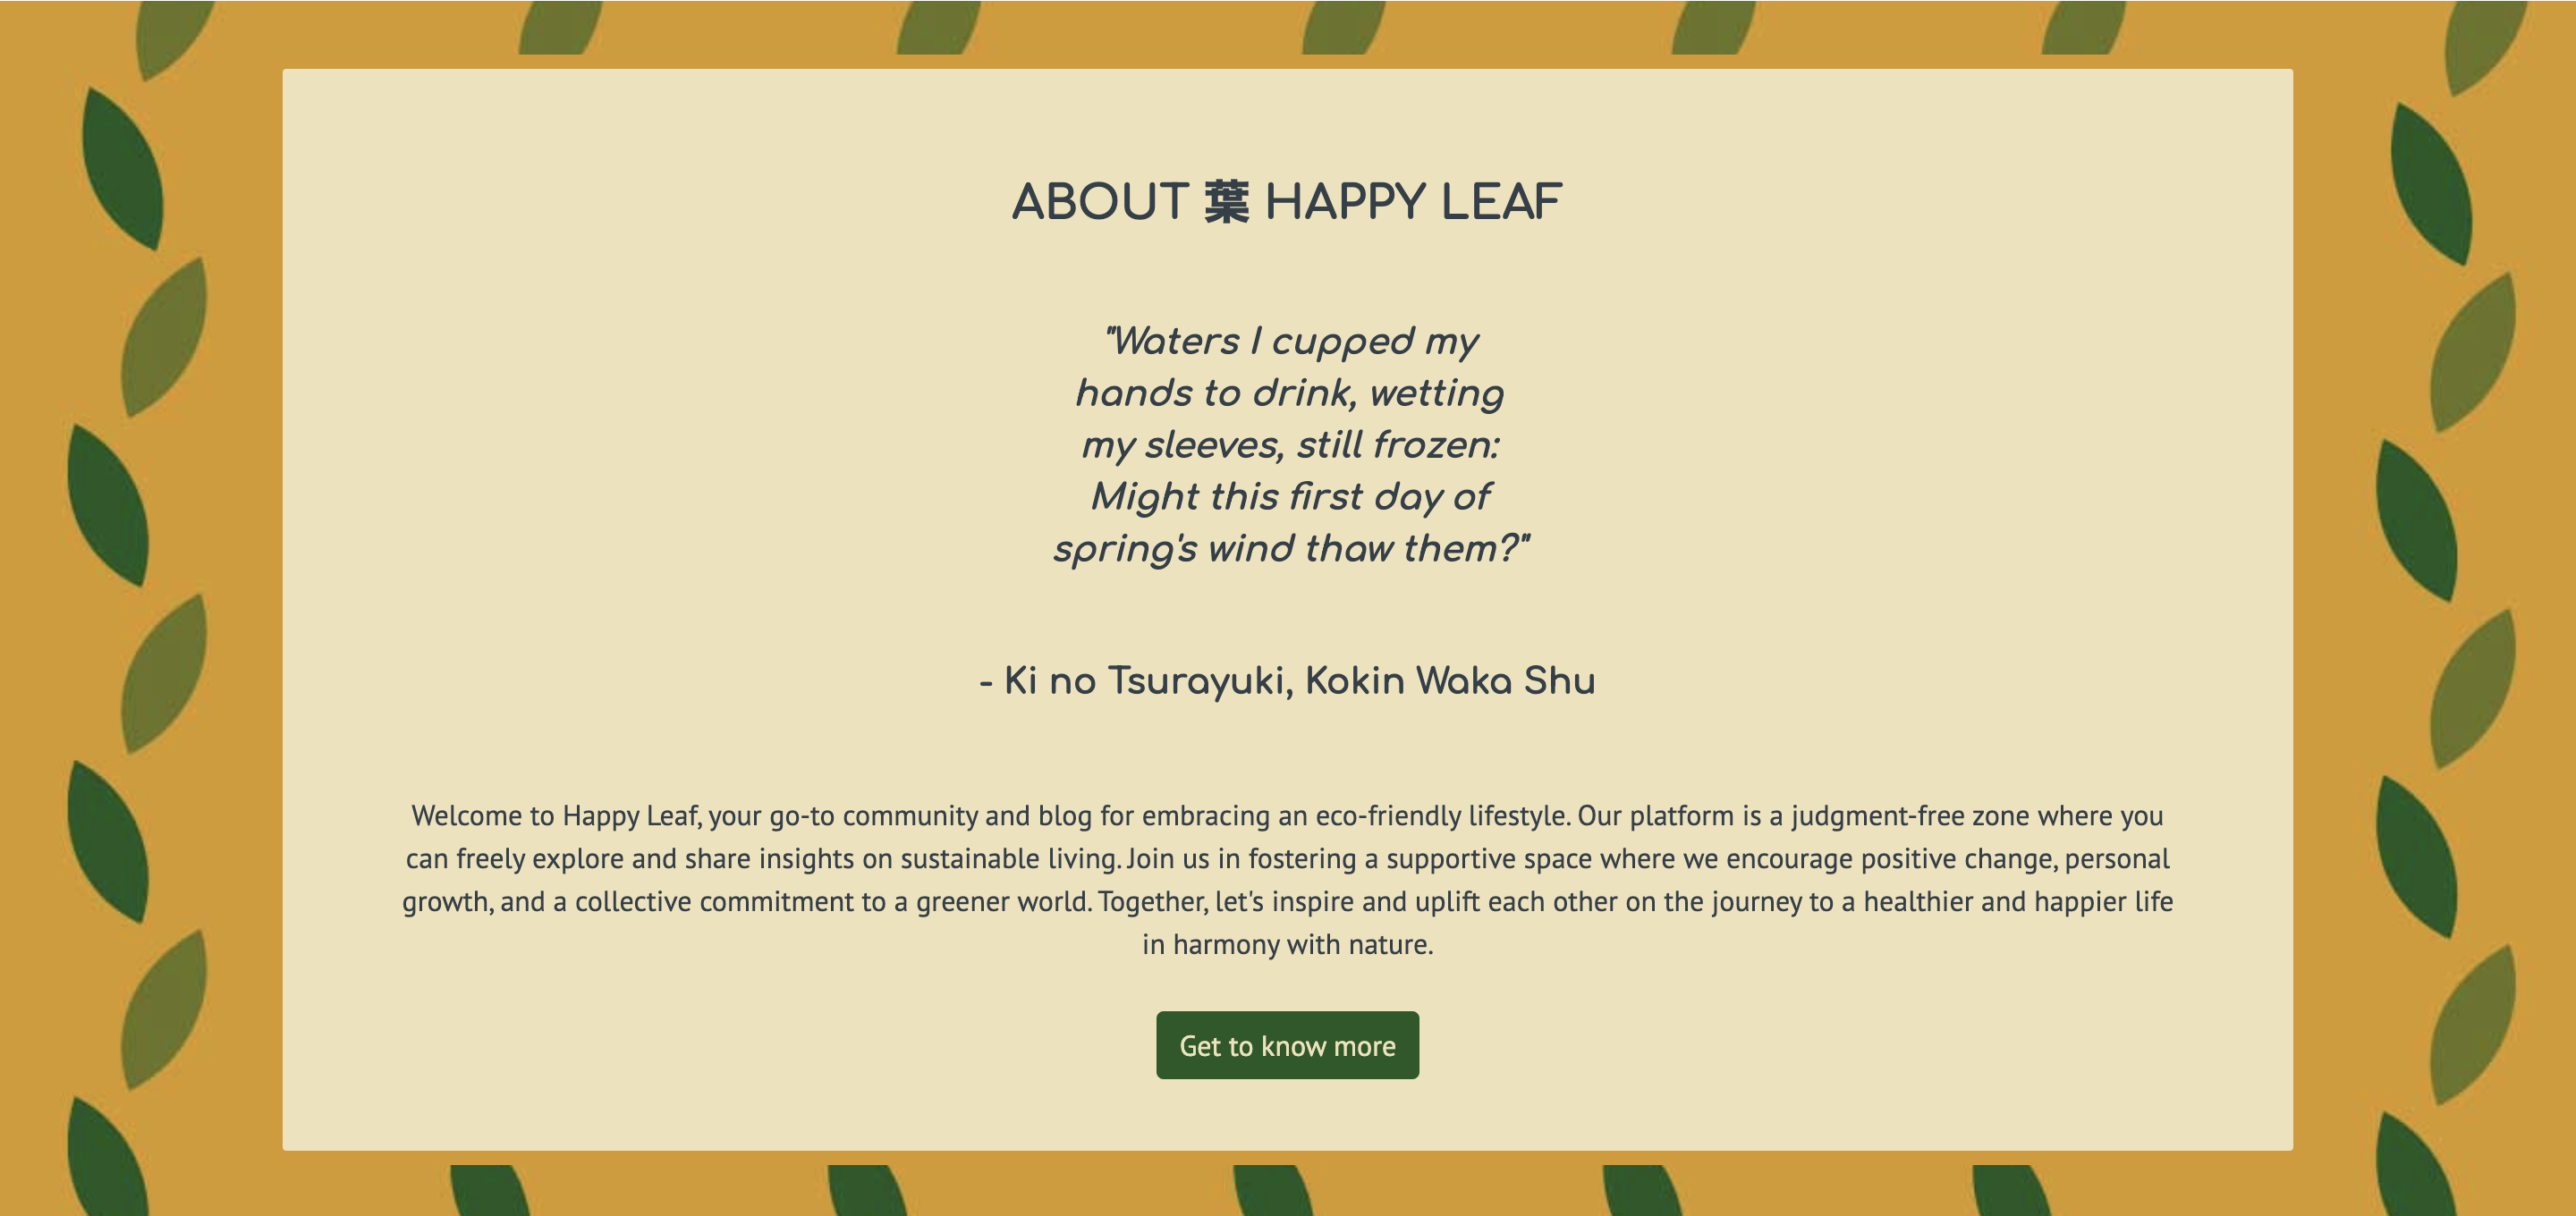 ABOUT 葉 HAPPY LEAF
"Waters I cupped my
hands to drink, wetting
my sleeves, still frozen:
Might this first day of
spring's wind thaw them?"
- Ki no Tsurayuki, Kokin Waka Shu
Welcome to Happy Leaf, your go-to community and blog for embracing an eco-friendly lifestyle. Our platform is a judgment-free zone where you
can freely explore and share insights on sustainable living. Join us in fostering a supportive space where we encourage positive change, personal
growth, and a collective commitment to a greener world. Together, let's inspire and uplift each other on the journey to a healthier and happier life
in harmony with nature.
Get to know more